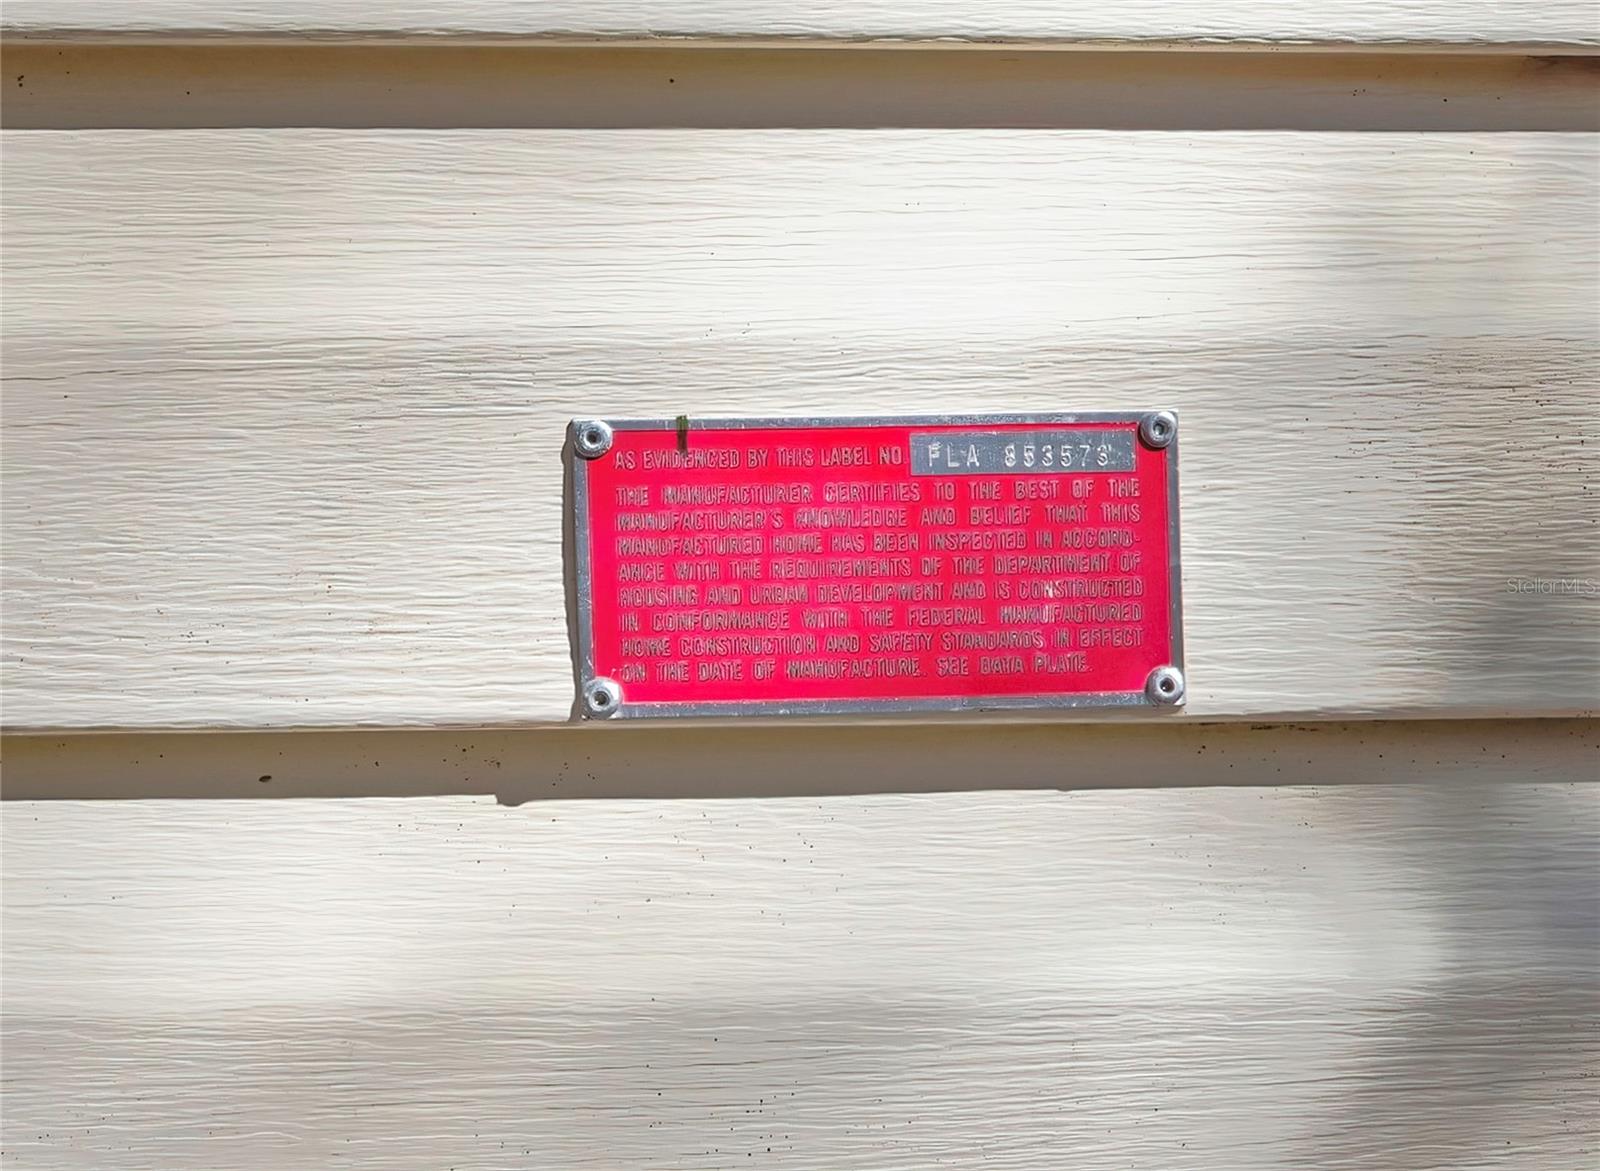 AS EVIDENCED BY THIS LABEL NO. FLA 853573
THE MANUFACTURER CERTIFIES TO THE BEST OF THE
MANUFACTURER'S KNOWLEDGE AND BELIEF THAT THIS
MANUFACTURED HOME HAS BEEN INSPECTED IN ACCORD-
ANCE WITH THE REQUIREMENTS OF THE DEPARTMENT OF
HOUSING AND URBAN DEVELOPMENT AND IS CONSTRUCTED
IN CONFORMANCE WITH THE FEDERAL MANUFACTURED
HOME CONSTRUCTION AND SAFETY STANDARDS IN EFFECT
ON THE DATE OF MANUFACTURE. SEE DATA PLATE.
StellarMLS